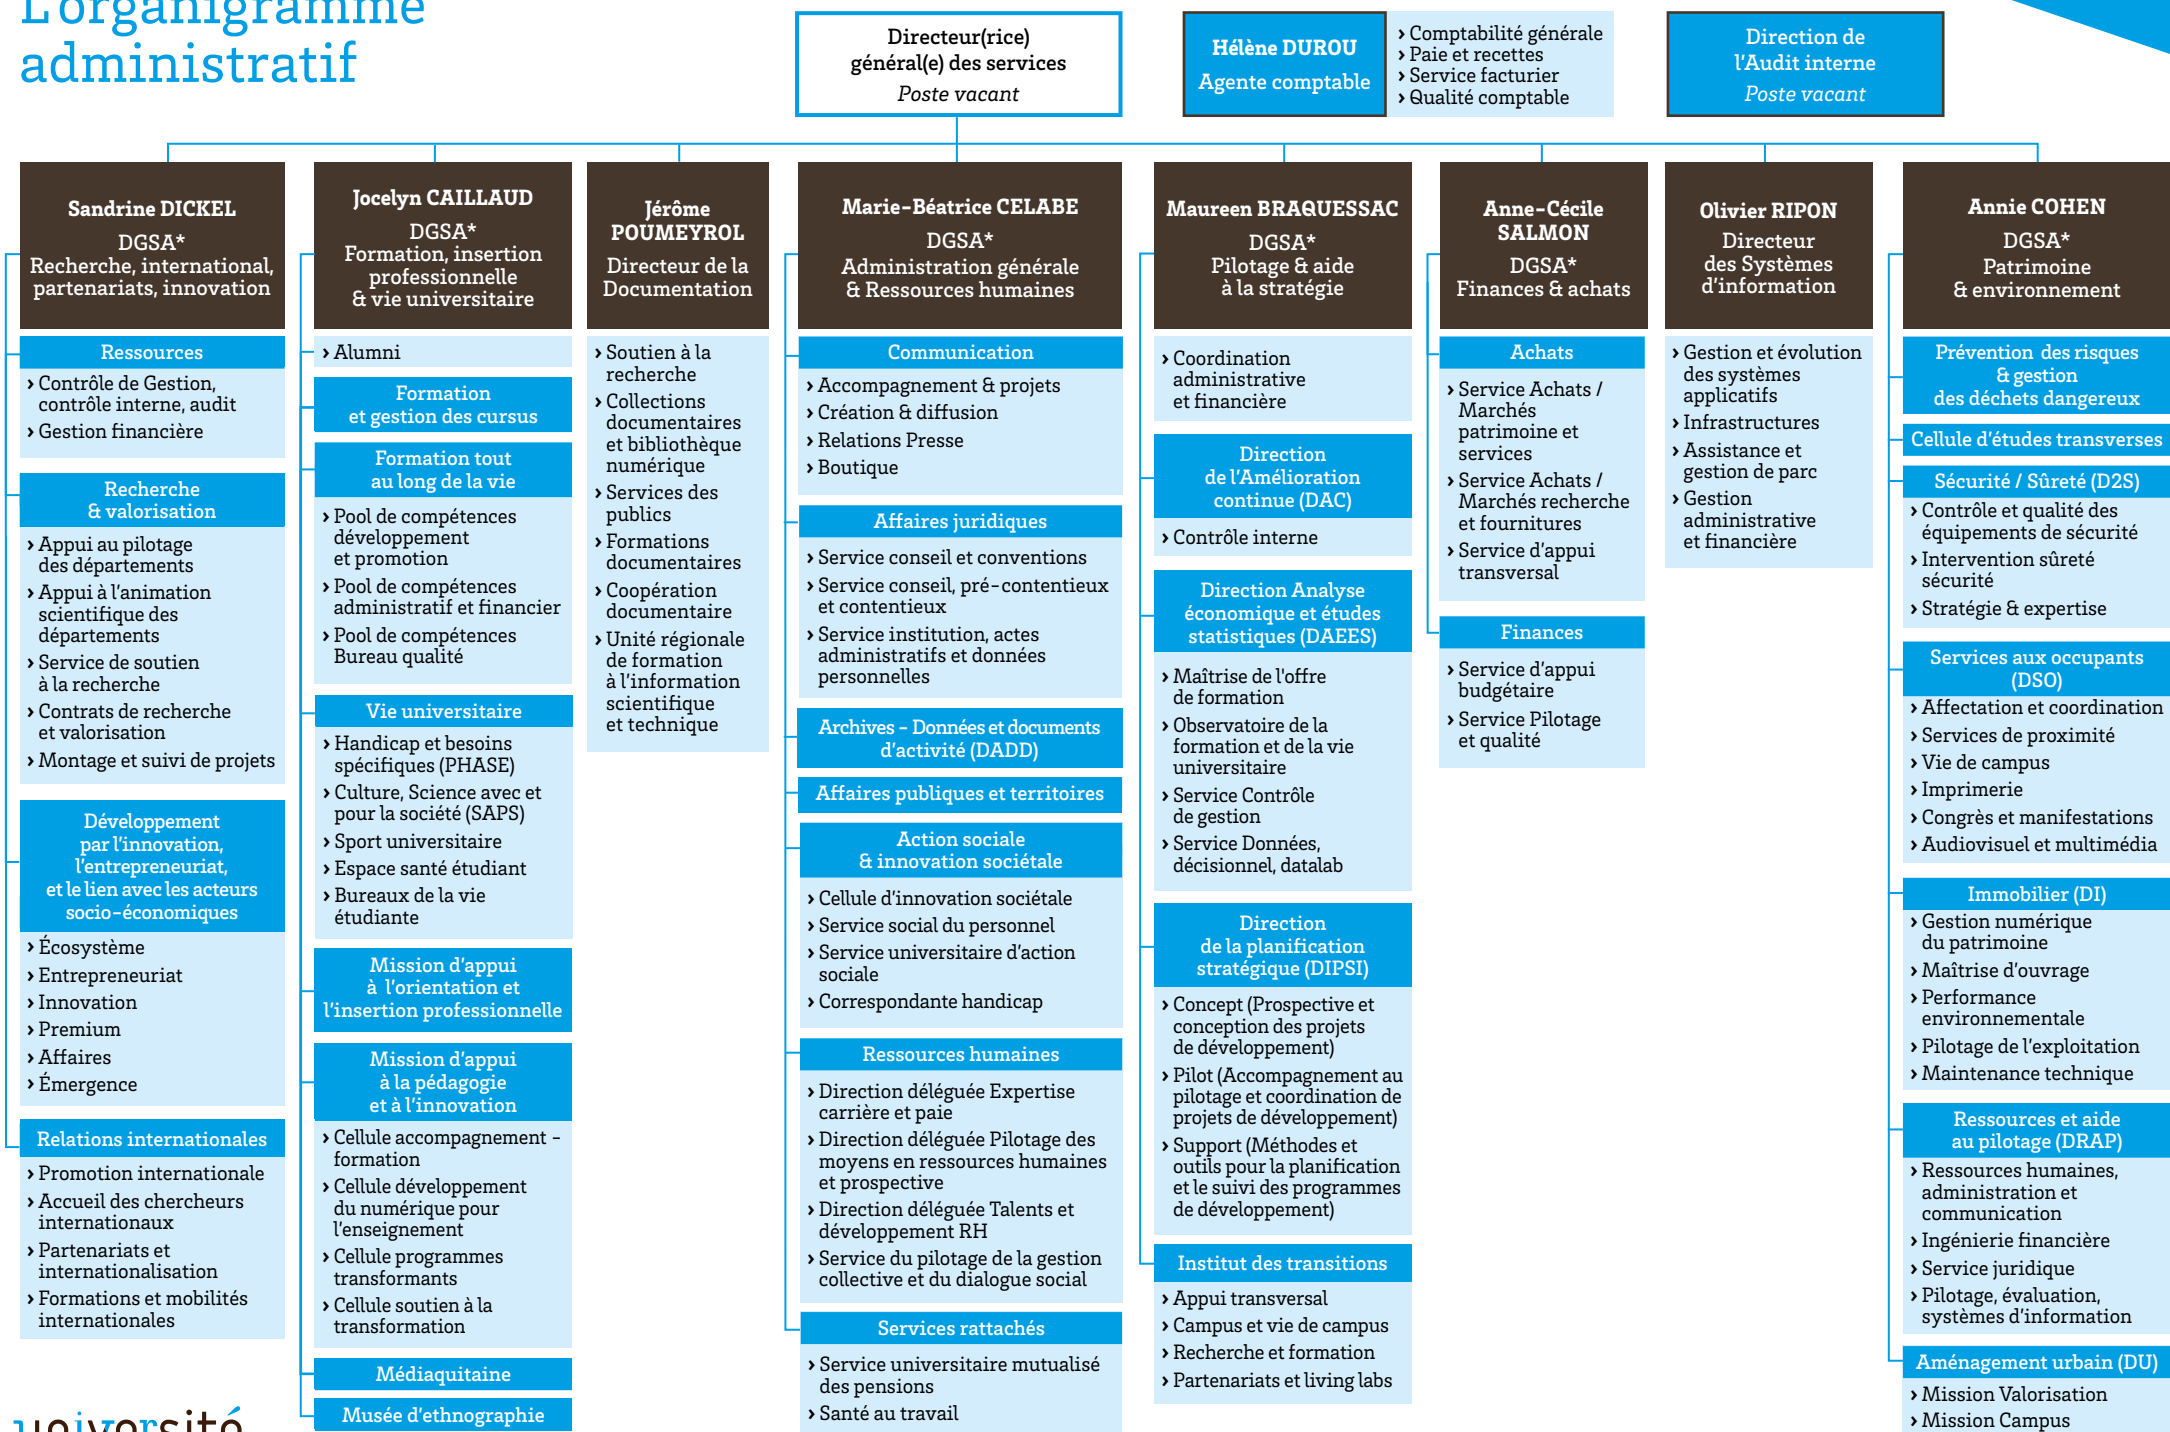 L'organigramme
administratif
Directeur(rice)
général(e) des services
Poste vacant
Hélène DUROU
Agente comptable
› Comptabilité générale
› Paie et recettes
› Service facturier
› Qualité comptable
Direction de
l'Audit interne
Poste vacant
Sandrine DICKEL
DGSA*
Recherche, international,
partenariats, innovation
Ressources
› Contrôle de Gestion,
contrôle interne, audit
› Gestion financière
Recherche
& valorisation
› Appui au pilotage
des départements
› Appui à l'animation
scientifique des
départements
› Service de soutien
à la recherche
› Contrats de recherche
et valorisation
› Montage et suivi de projets
Développement
par l'innovation,
l'entrepreneuriat,
et le lien avec les acteurs
socio-économiques
› Écosystème
› Entrepreneuriat
› Innovation
› Premium
› Affaires
› Émergence
Relations internationales
› Promotion internationale
› Accueil des chercheurs
internationaux
› Partenariats et
internationalisation
› Formations et mobilités
internationales
Jocelyn CAILLAUD
DGSA*
Formation, insertion
professionnelle
& vie universitaire
› Alumni
Formation
et gestion des cursus
Formation tout
au long de la vie
› Pool de compétences
développement
et promotion
› Pool de compétences
administratif et financier
› Pool de compétences
Bureau qualité
Vie universitaire
› Handicap et besoins
spécifiques (PHASE)
› Culture, Science avec et
pour la société (SAPS)
› Sport universitaire
› Espace santé étudiant
› Bureaux de la vie
étudiante
Mission d'appui
à l'orientation et
l'insertion professionnelle
Mission d'appui
à la pédagogie
et à l'innovation
› Cellule accompagnement -
formation
› Cellule développement
du numérique pour
l'enseignement
› Cellule programmes
transformants
› Cellule soutien à la
transformation
Médiaquitaine
Musée d'ethnographie
Jérôme
POUMEYROL
Directeur de la
Documentation
› Soutien à la
recherche
› Collections
documentaires
et bibliothèque
numérique
› Services des
publics
› Formations
documentaires
› Coopération
documentaire
› Unité régionale
de formation
à l'information
scientifique
et technique
Marie-Béatrice CELABE
DGSA*
Administration générale
& Ressources humaines
Communication
› Accompagnement & projets
› Création & diffusion
› Relations Presse
› Boutique
Affaires juridiques
› Service conseil et conventions
› Service conseil, pré-contentieux
et contentieux
› Service institution, actes
administratifs et données
personnelles
Archives - Données et documents
d'activité (DADD)
Affaires publiques et territoires
Action sociale
& innovation sociétale
› Cellule d'innovation sociétale
› Service social du personnel
› Service universitaire d'action
sociale
› Correspondante handicap
Ressources humaines
› Direction déléguée Expertise
carrière et paie
› Direction déléguée Pilotage des
moyens en ressources humaines
et prospective
› Direction déléguée Talents et
développement RH
› Service du pilotage de la gestion
collective et du dialogue social
Services rattachés
› Service universitaire mutualisé
des pensions
› Santé au travail
Maureen BRAQUESSAC
DGSA*
Pilotage & aide
à la stratégie
› Coordination
administrative
et financière
Direction
de l'Amélioration
continue (DAC)
› Contrôle interne
Direction Analyse
économique et études
statistiques (DAEES)
› Maîtrise de l'offre
de formation
› Observatoire de la
formation et de la vie
universitaire
› Service Contrôle
de gestion
› Service Données,
décisionnel, datalab
Direction
de la planification
stratégique (DIPSI)
› Concept (Prospective et
conception des projets
de développement)
› Pilot (Accompagnement au
pilotage et coordination de
projets de développement)
› Support (Méthodes et
outils pour la planification
et le suivi des programmes
de développement)
Institut des transitions
› Appui transversal
› Campus et vie de campus
› Recherche et formation
› Partenariats et living labs
Anne-Cécile
SALMON
DGSA*
Finances & achats
Achats
› Service Achats /
Marchés
patrimoine et
services
› Service Achats /
Marchés recherche
et fournitures
› Service d'appui
transversal
Finances
› Service d'appui
budgétaire
› Service Pilotage
et qualité
Olivier RIPON
Directeur
des Systèmes
d'information
› Gestion et évolution
des systèmes
applicatifs
› Infrastructures
› Assistance et
gestion de parc
› Gestion
administrative
et financière
Annie COHEN
DGSA*
Patrimoine
& environnement
Prévention des risques
& gestion
des déchets dangereux
Cellule d'études transverses
Sécurité / Sûreté (D2S)
› Contrôle et qualité des
équipements de sécurité
› Intervention sûreté
sécurité
› Stratégie & expertise
Services aux occupants
(DSO)
› Affectation et coordination
› Services de proximité
› Vie de campus
› Imprimerie
› Congrès et manifestations
› Audiovisuel et multimédia
Immobilier (DI)
› Gestion numérique
du patrimoine
› Maîtrise d'ouvrage
› Performance
environnementale
› Pilotage de l'exploitation
› Maintenance technique
Ressources et aide
au pilotage (DRAP)
› Ressources humaines,
administration et
communication
› Ingénierie financière
› Service juridique
› Pilotage, évaluation,
systèmes d'information
Aménagement urbain (DU)
› Mission Valorisation
› Mission Campus
université